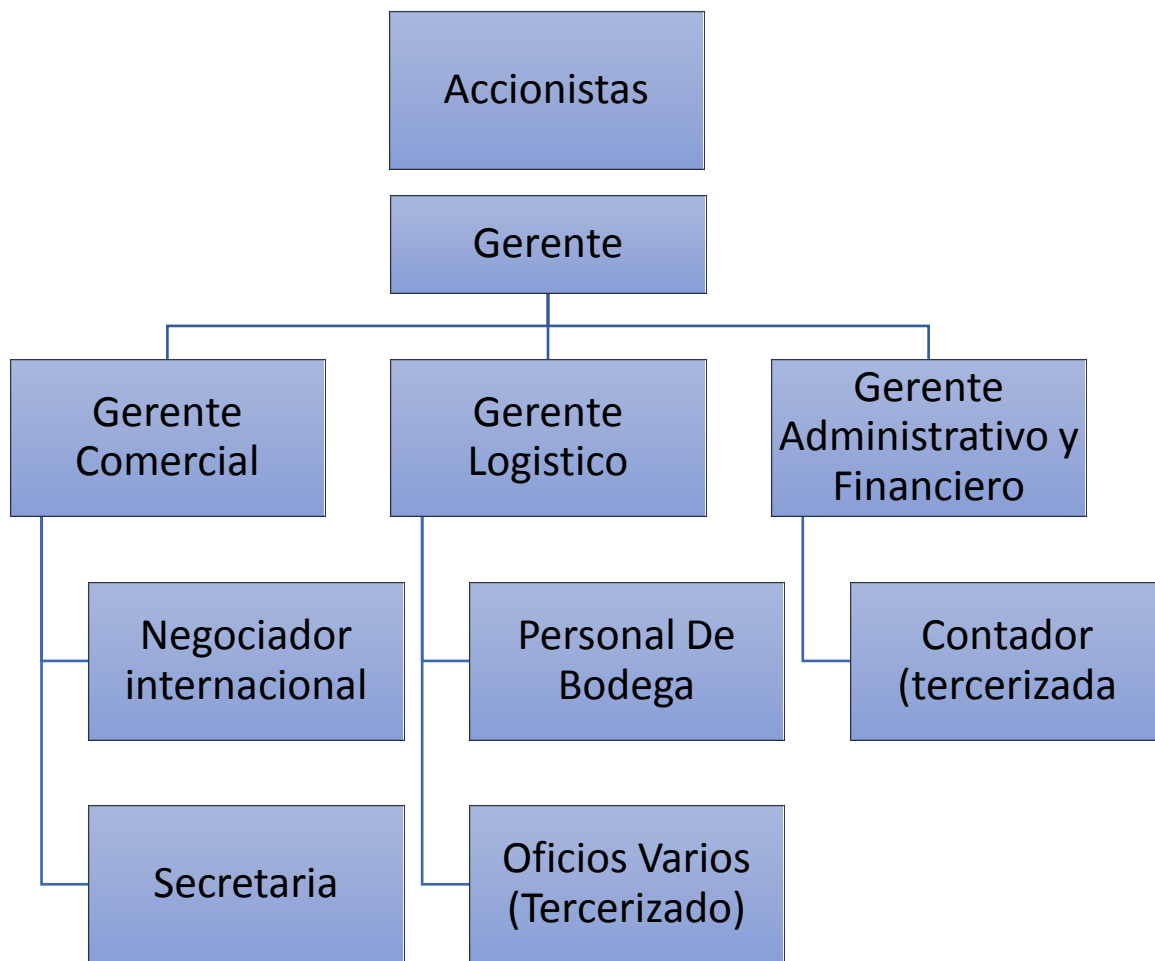 Accionistas
Gerente
Gerente
Comercial
Gerente
Logistico
Gerente
Administrativo y
Financiero
Negociador
internacional
Personal De
Bodega
Contador
(tercerizada
Secretaria
Oficios Varios
(Tercerizado)